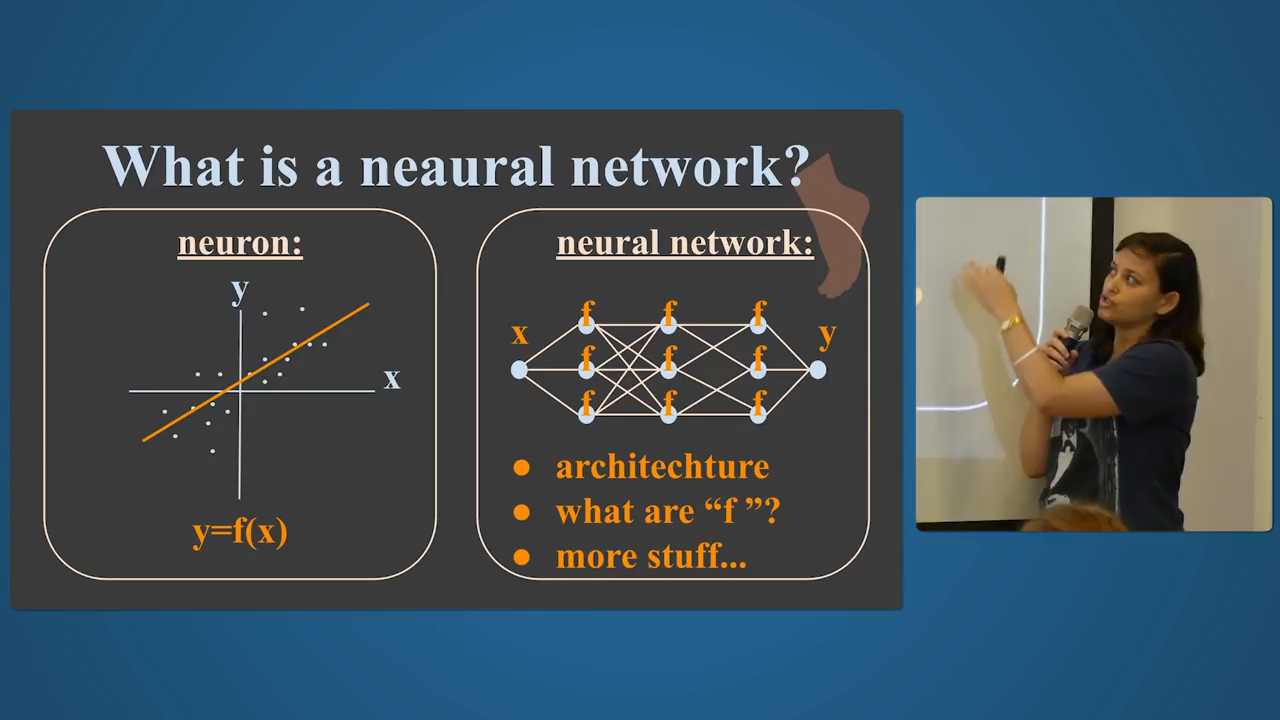 What is a neaural network?
neuron:
y
x
y=f(x)
neural network:
f f f
x
y
f f f
f f f
● architechture
● what are “f ”?
● more stuff...